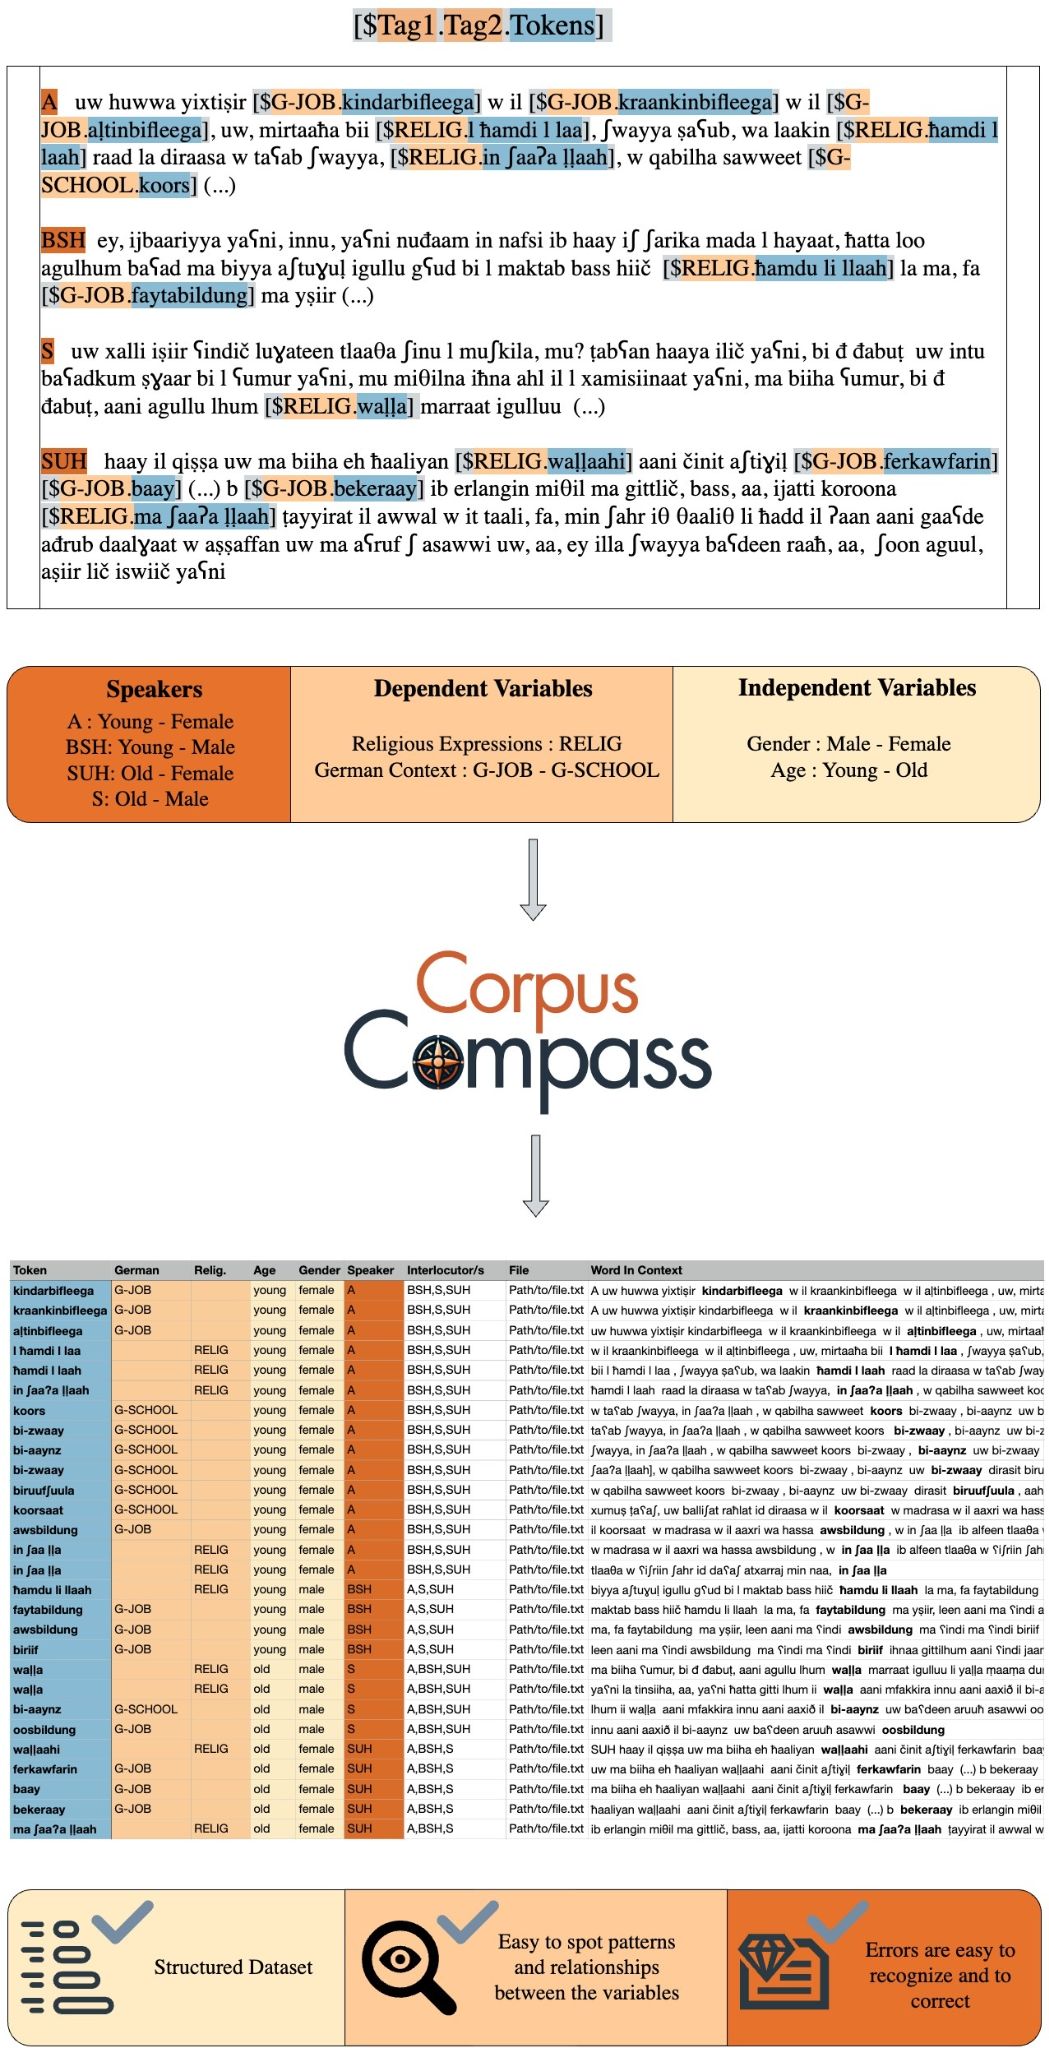 [$Tag1.Tag2.Tokens]
A uw huwwa yixtiṣir [$G-JOB.kindarbifleega] w il [$G-JOB.kraankinbifleega] w il [$G-
JOB.aḷtinbifleega], uw, mirtaaħa bii [$RELIG.l ħamdi l laa], ʃwayya ṣaʕub, wa laakin [$RELIG.ħamdi l
laah] raad la diraasa w taʕab ʃwayya, [$RELIG.in ʃaaʔa ḷḷaah], w qabilha sawweet [$G-
SCHOOL.koors] (...)
BSH ey, ijbaariyya yaʕni, innu, yaʕni nuđaam in nafsi ib haay iʃ ʃarika mada l hayaat, ħatta loo
agulhum baʕad ma biyya aʃtuɣuḷ igullu gʕud bi l maktab bass hiič [$RELIG.ħamdu li llaah] la ma, fa
[$G-JOB.faytabildung] ma yṣiir (...)
S uw xalli iṣiir ʕindič luɣateen tlaaθa ʃinu l muʃkila, mu? ṭabʕan haaya ilič yaʕni, bi đ đabuṭ uw intu
baʕadkum ṣɣaar bi l ʕumur yaʕni, mu miθilna iħna ahl il l xamisiinaat yaʕni, ma biiha ʕumur, bi đ
đabuṭ, aani agullu lhum [$RELIG.waḷḷa] marraat igulluu (...)
SUH haay il qiṣṣa uw ma biiha eh ħaaliyan [$RELIG.waḷḷaahi] aani činit aʃtiɣiḷ [$G-JOB.ferkawfarin]
[$G-JOB.baay] (...) b [$G-JOB.bekeraay] ib erlangin miθil ma gittlič, bass, aa, ijatti koroona
[$RELIG.ma ʃaaʔa ḷḷaah] ṭayyirat il awwal w it taali, fa, min ʃahr iθ θaaliθ li ħadd il ʔaan aani gaaʕde
ađrub daalɣaat w aṣṣaffan uw ma aʕruf ʃ asawwi uw, aa, ey illa ʃwayya baʕdeen raaħ, aa, ʃoon aguul,
aṣiir lič iswiič yaʕni
Speakers
A : Young - Female
BSH: Young - Male
SUH: Old - Female
S: Old - Male
Dependent Variables
Religious Expressions : RELIG
German Context : G-JOB - G-SCHOOL
Independent Variables
Gender : Male - Female
Age : Young - Old
Corpus
Compass
Token German Relig. Age Gender Speaker Interlocutor/s File Word In Context
kindarbifleega G-JOB young female A BSH,S,SUH Path/to/file.txt A uw huwwa yixtiṣir kindarbifleega w il kraankinbifleega w il aḷtinbifleega , uw, mirta
kraankinbifleega G-JOB young female A BSH,S,SUH Path/to/file.txt A uw huwwa yixtiṣir kindarbifleega w il kraankinbifleega w il aḷtinbifleega , uw, mirt
aḷtinbifleega G-JOB young female A BSH,S,SUH Path/to/file.txt uw huwwa yixtiṣir kindarbifleega w il kraankinbifleega w il aḷtinbifleega , uw, mirtaaħ
l ħamdi l laa RELIG young female A BSH,S,SUH Path/to/file.txt w il kraankinbifleega w il aḷtinbifleega , uw, mirtaaħa bii l ħamdi l laa , ʃwayya ṣaʕub,
ħamdi l laah RELIG young female A BSH,S,SUH Path/to/file.txt bii l ħamdi l laa , ʃwayya ṣaʕub, wa laakin ħamdi l laah raad la diraasa w taʕab ʃway
in ʃaaʔa ḷḷaah RELIG young female A BSH,S,SUH Path/to/file.txt ħamdi l laah raad la diraasa w taʕab ʃwayya, in ʃaaʔa ḷḷaah , w qabilha sawweet koo
koors G-SCHOOL young female A BSH,S,SUH Path/to/file.txt w taʕab ʃwayya, in ʃaaʔa ḷḷaah , w qabilha sawweet koors bi-zwaay , bi-aaynz uw b
bi-zwaay G-SCHOOL young female A BSH,S,SUH Path/to/file.txt taʕab ʃwayya, in ʃaaʔa ḷḷaah , w qabilha sawweet koors bi-zwaay , bi-aaynz uw bi-z
bi-aaynz G-SCHOOL young female A BSH,S,SUH Path/to/file.txt ʃwayya, in ʃaaʔa ḷḷaah , w qabilha sawweet koors bi-zwaay , bi-aaynz uw bi-zwaay
bi-zwaay G-SCHOOL young female A BSH,S,SUH Path/to/file.txt ʃaaʔa ḷḷaah], w qabilha sawweet koors bi-zwaay , bi-aaynz uw bi-zwaay dirasit biru
biruufʃuula G-SCHOOL young female A BSH,S,SUH Path/to/file.txt w qabilha sawweet koors bi-zwaay , bi-aaynz uw bi-zwaay dirasit biruufʃuula , aah
koorsaat G-SCHOOL young female A BSH,S,SUH Path/to/file.txt xumuṣ ṭaʕaʃ, uw balliʃat raħlat id diraasa w il koorsaat w madrasa w il aaxri wa hass
awsbildung G-JOB young female A BSH,S,SUH Path/to/file.txt il koorsaat w madrasa w il aaxri wa hassa awsbildung , w in ʃaa ḷḷa ib alfeen tlaaθa w
in ʃaa ḷḷa RELIG young female A BSH,S,SUH Path/to/file.txt w madrasa w il aaxri wa hassa awsbildung , w in ʃaa ḷḷa ib alfeen tlaaθa w ʕiʃriin ʃah
in ʃaa ḷḷa RELIG young female A BSH,S,SUH Path/to/file.txt tlaaθa w ʕiʃriin ʃahr id daʕaʃ atxarraj min naa, in ʃaa ḷḷa
ħamdu li llaah RELIG young male BSH A,S,SUH Path/to/file.txt biyya aʃtuɣuḷ igullu gʕud bi l maktab bass hiič ħamdu li llaah la ma, fa faytabildung
faytabildung G-JOB young male BSH A,S,SUH Path/to/file.txt maktab bass hiič ħamdu li llaah la ma, fa faytabildung ma yṣiir, leen aani ma ʕindi a
awsbildung G-JOB young male BSH A,S,SUH Path/to/file.txt ma, fa faytabildung ma yṣiir, leen aani ma ʕindi awsbildung ma ʕindi ma ʕindi biriif
biriif G-JOB young male BSH A,S,SUH Path/to/file.txt leen aani ma ʕindi awsbildung ma ʕindi ma ʕindi biriif ihnaa gittilhum aani ʕindi jaar
waḷḷa RELIG old male S A,BSH,SUH Path/to/file.txt ma biiha ʕumur, bi đ đabuṭ, aani agullu lhum waḷḷa marraat igulluu li yaḷḷa ṃaaṃa du
waḷḷa RELIG old male S A,BSH,SUH Path/to/file.txt yaʕni la tinsiiha, aa, yaʕni ħatta gitti lhum ii waḷḷa aani mfakkira innu aani aaxiđ il bi-a
bi-aaynz G-SCHOOL old male S A,BSH,SUH Path/to/file.txt lhum ii waḷḷa aani mfakkira innu aani aaxiđ il bi-aaynz uw baʕdeen aruuħ asawwi oo
oosbildung G-JOB old male S A,BSH,SUH Path/to/file.txt innu aani aaxiđ il bi-aaynz uw baʕdeen aruuħ asawwi oosbildung
waḷḷaahi RELIG old female SUH A,BSH,S Path/to/file.txt SUH haay il qiṣṣa uw ma biiha eh ħaaliyan waḷḷaahi aani činit aʃtiɣiḷ ferkawfarin baa
ferkawfarin G-JOB old female SUH A,BSH,S Path/to/file.txt uw ma biiha eh ħaaliyan waḷḷaahi aani činit aʃtiɣiḷ ferkawfarin baay (...) b bekeraay
baay G-JOB old female SUH A,BSH,S Path/to/file.txt ma biiha eh ħaaliyan waḷḷaahi aani činit aʃtiɣiḷ ferkawfarin baay (...) b bekeraay ib er
bekeraay G-JOB old female SUH A,BSH,S Path/to/file.txt ħaaliyan waḷḷaahi aani činit aʃtiɣiḷ ferkawfarin baay (...) b bekeraay ib erlangin miθil
ma ʃaaʔa ḷḷaah RELIG old female SUH A,BSH,S Path/to/file.txt ib erlangin miθil ma gittlič, bass, aa, ijatti koroona ma ʃaaʔa ḷḷaah ṭayyirat il awwal w
Structured Dataset
Easy to spot patterns
and relationships
between the variables
Errors are easy to
recognize and to
correct